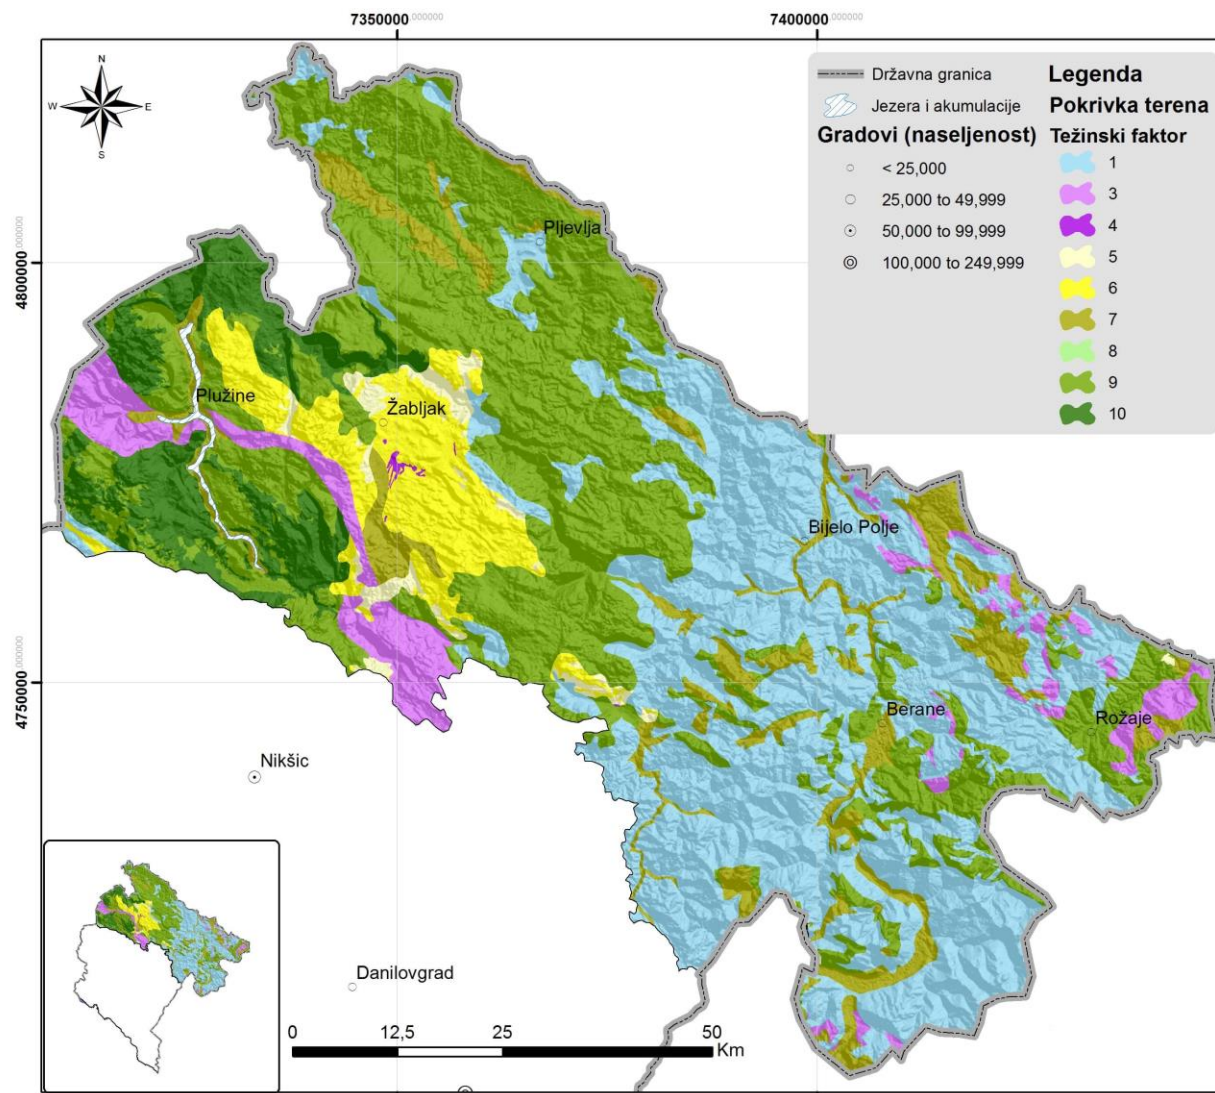 7350000.000000
7400000.000000
N
W
E
S
Državna granica
Jezera i akumulacije
Gradovi (naseljenost)
< 25,000
25,000 to 49,999
50,000 to 99,999
100,000 to 249,999
Legenda
Pokrivka terena
Težinski faktor
1
3
4
5
6
7
8
9
10
4800000.000000
4750000.000000
Pljevlja
Plužine
Žabljak
Bijelo Polje
Berane
Rožaje
Nikšic
Danilovgrad
0
12,5
25
50
Km